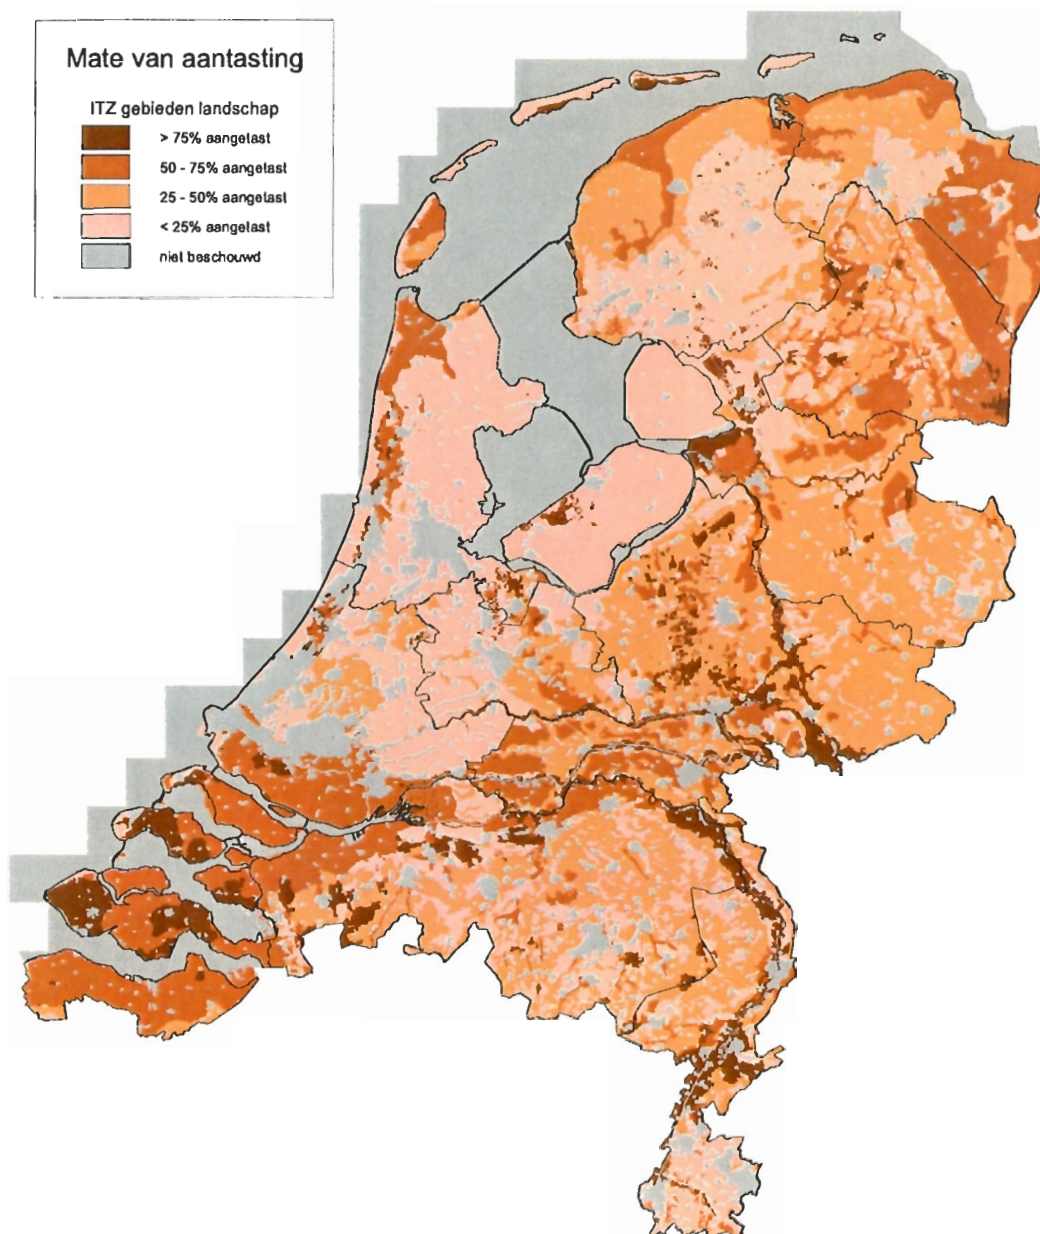 Mate van aantasting
ITZ gebieden landschap
> 75% aangetast
50 - 75% aangetast
25 - 50% aangetast
< 25% aangetast
niet beschouwd